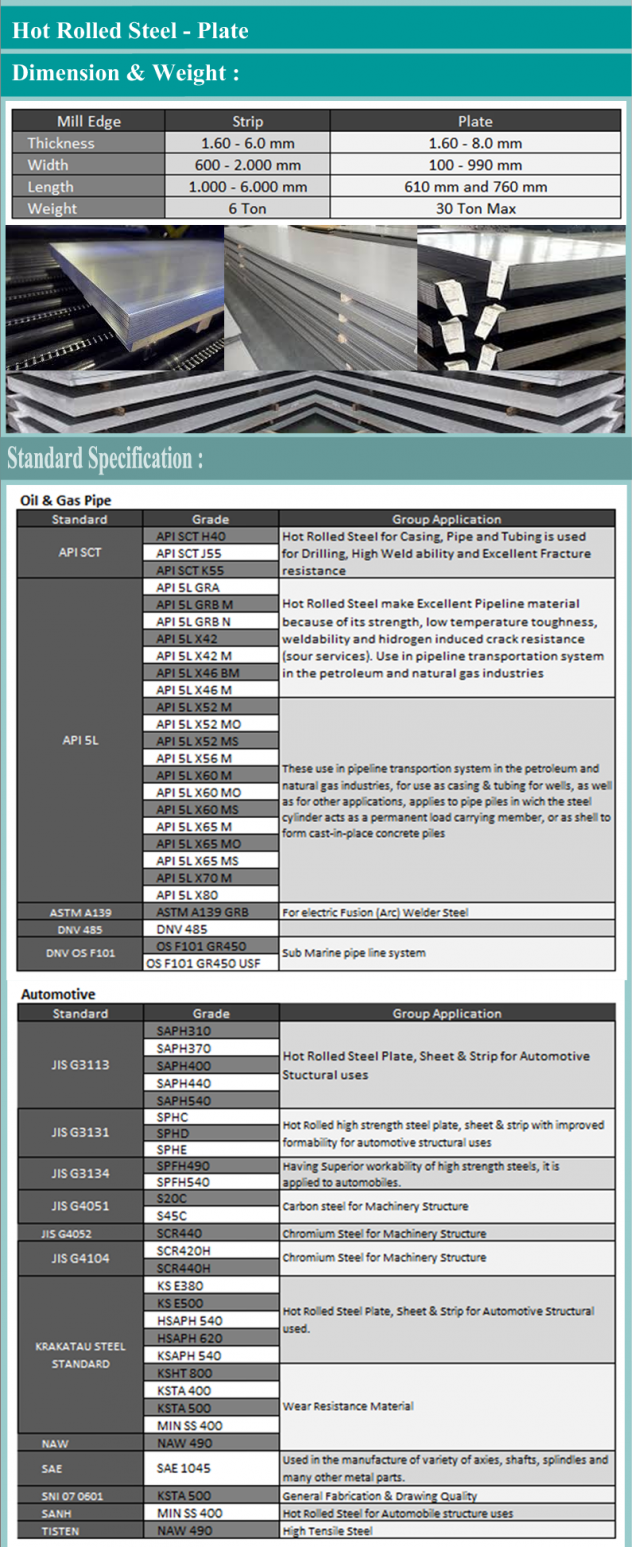 Hot Rolled Steel - Plate
Dimension & Weight :
Mill Edge Strip Plate
Thickness 1.60 - 6.0 mm 1.60 - 8.0 mm
Width 600 - 2.000 mm 100 - 990 mm
Length 1.000 - 6.000 mm 610 mm and 760 mm
Weight 6 Ton 30 Ton Max
Standard Specification :
Oil & Gas Pipe
Standard Grade Group Application
API SCT
API SCT H40
API SCT J55
API SCT K55
Hot Rolled Steel for Casing, Pipe and Tubing is used
for Drilling, High Weld ability and Excellent Fracture
resistance
API 5L
API 5L GRA
API 5L GRB M
API 5L GRB N
API 5L X42
API 5L X42 M
API 5L X46 BM
API 5L X46 M
Hot Rolled Steel make Excellent Pipeline material
because of its strength, low temperature toughness,
weldability and hidrogen induced crack resistance
(sour services). Use in pipeline transportation system
in the petroleum and natural gas industries
API 5L X52 M
API 5L X52 MO
API 5L X52 MS
API 5L X56 M
API 5L X60 M
API 5L X60 MO
API 5L X60 MS
API 5L X65 M
API 5L X65 MO
API 5L X65 MS
API 5L X70 M
API 5L X80
These use in pipeline transportion system in the petroleum and
natural gas industries, for use as casing & tubing for wells, as well
as for other applications, applies to pipe piles in wich the steel
cylinder acts as a permanent load carrying member, or as shell to
form cast-in-place concrete piles
ASTM A139 ASTM A139 GRB For electric Fusion (Arc) Welder Steel
DNV 485 DNV 485
DNV OS F101
OS F101 GR450
OS F101 GR450 USF
Sub Marine pipe line system
Automotive
Standard Grade Group Application
JIS G3113
SAPH310
SAPH370
SAPH400
SAPH440
SAPH540
Hot Rolled Steel Plate, Sheet & Strip for Automotive
Stuctural uses
JIS G3131
SPHC
SPHD
SPHE
Hot Rolled high strength steel plate, sheet & strip with improved
formability for automotive structural uses
JIS G3134
SPFH490
SPFH540
Having Superior workability of high strength steels, it is
applied to automobiles.
JIS G4051
S20C
S45C
Carbon steel for Machinery Structure
JIS G4052 SCR440 Chromium Steel for Machinery Structure
JIS G4104
SCR420H
SCR440H
Chromium Steel for Machinery Structure
KRAKATAU STEEL
STANDARD
KS E380
KS E500
HSAPH 540
HSAPH 620
KSAPH 540
Hot Rolled Steel Plate, Sheet & Strip for Automotive Structural
used.
KSHT 800
KSTA 400
KSTA 500
MIN SS 400
Wear Resistance Material
NAW NAW 490
SAE SAE 1045
Used in the manufacture of variety of axies, shafts, splindles and
many other metal parts.
SNI 07 0601 KSTA 500 General Fabrication & Drawing Quality
SANH MIN SS 400 Hot Rolled Steel for Automobile structure uses
TISTEN NAW 490 High Tensile Steel